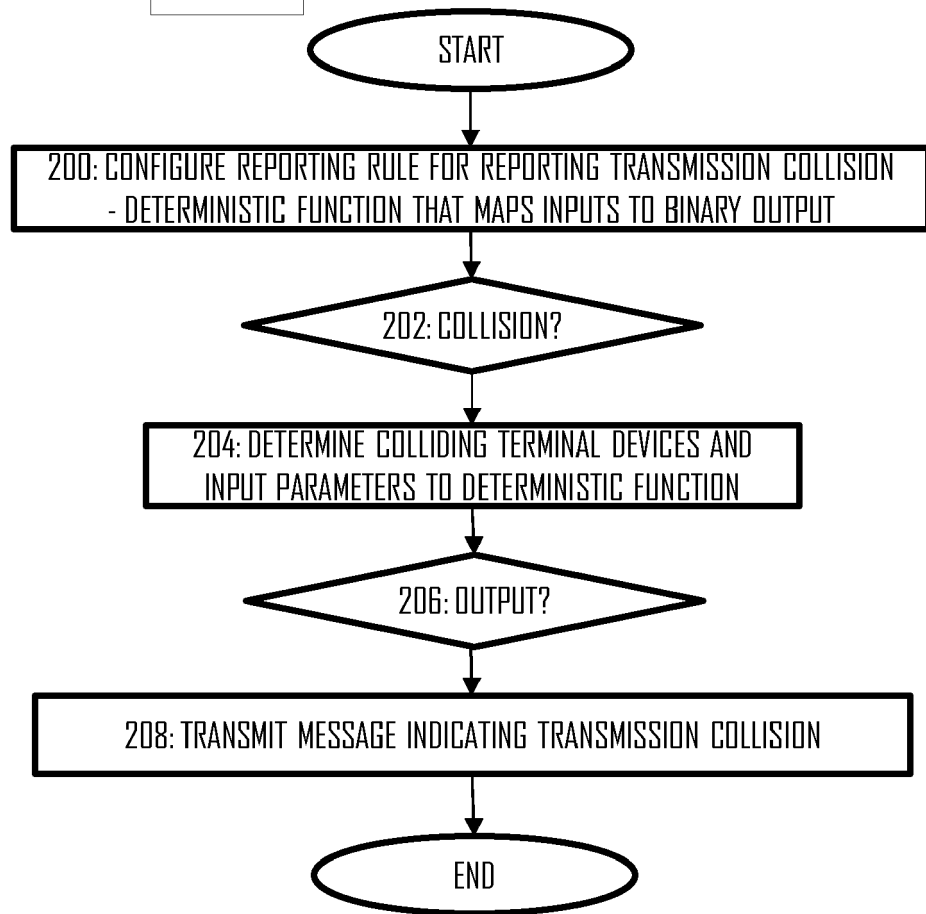 START
200: CONFIGURE REPORTING RULE FOR REPORTING TRANSMISSION COLLISION
- DETERMINISTIC FUNCTION THAT MAPS INPUTS TO BINARY OUTPUT
202: COLLISION?
204: DETERMINE COLLIDING TERMINAL DEVICES AND
INPUT PARAMETERS TO DETERMINISTIC FUNCTION
206: OUTPUT?
208: TRANSMIT MESSAGE INDICATING TRANSMISSION COLLISION
END